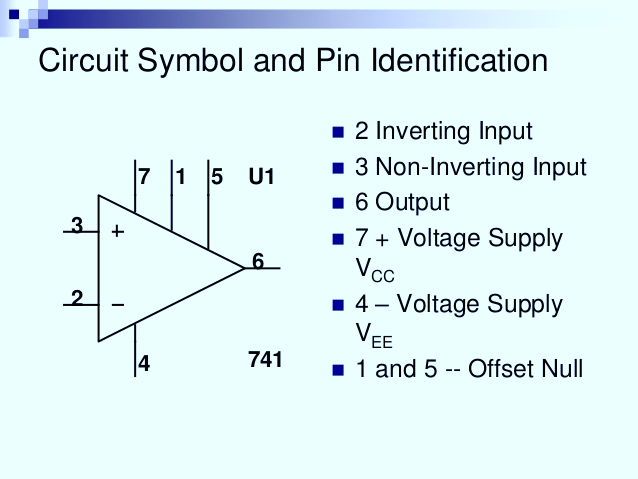 Circuit Symbol and Pin Identification
7 1 5 U1
3 +
6
2 −
4
741
2 Inverting Input
3 Non-Inverting Input
6 Output
7 + Voltage Supply
VCC
4 – Voltage Supply
VEE
1 and 5 -- Offset Null